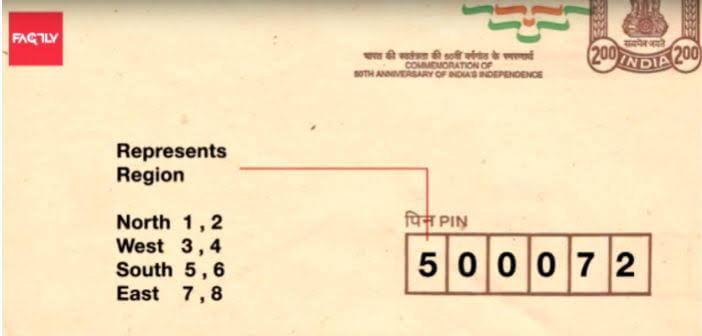 FACTLY
भारत की स्वतंत्रता की 50वीं वर्षगांठ के स्मरणार्थ
COMMEMORATION OF
50TH ANNIVERSARY OF INDIA'S INDEPENDENCE
सत्यमेव जयते
200 INDIA 200
Represents
Region
North 1 , 2
West 3 , 4
South 5 , 6
East 7 , 8
पिन PIN
5 0 0 0 7 2